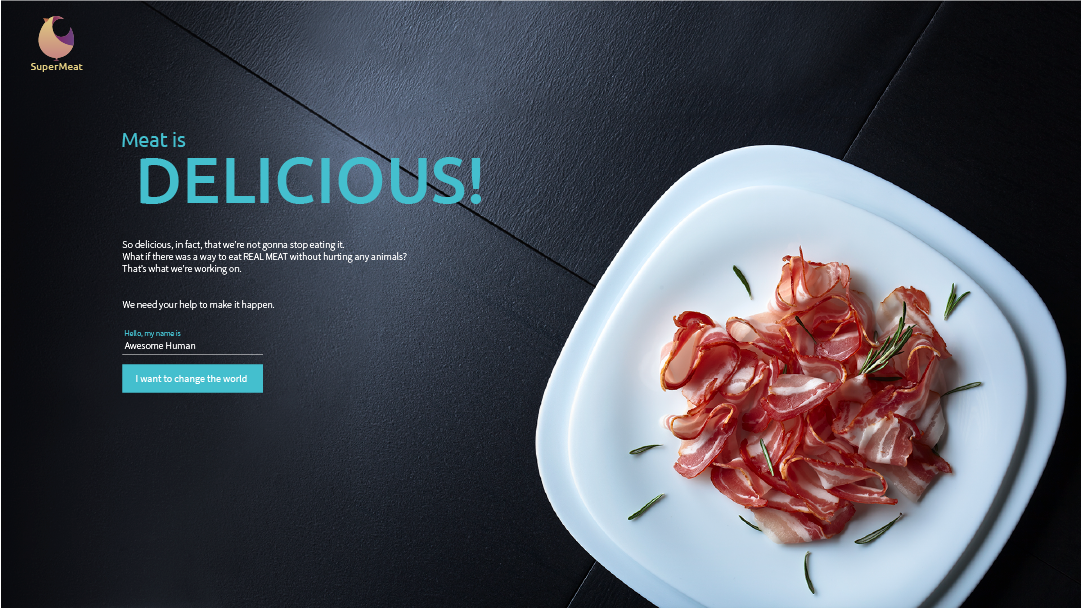 SuperMeat
Meat is
DELICIOUS!
So delicious, in fact, that we're not gonna stop eating it.
What if there was a way to eat REAL MEAT without hurting any animals?
That's what we're working on.
We need your help to make it happen.
Hello, my name is
Awesome Human
I want to change the world